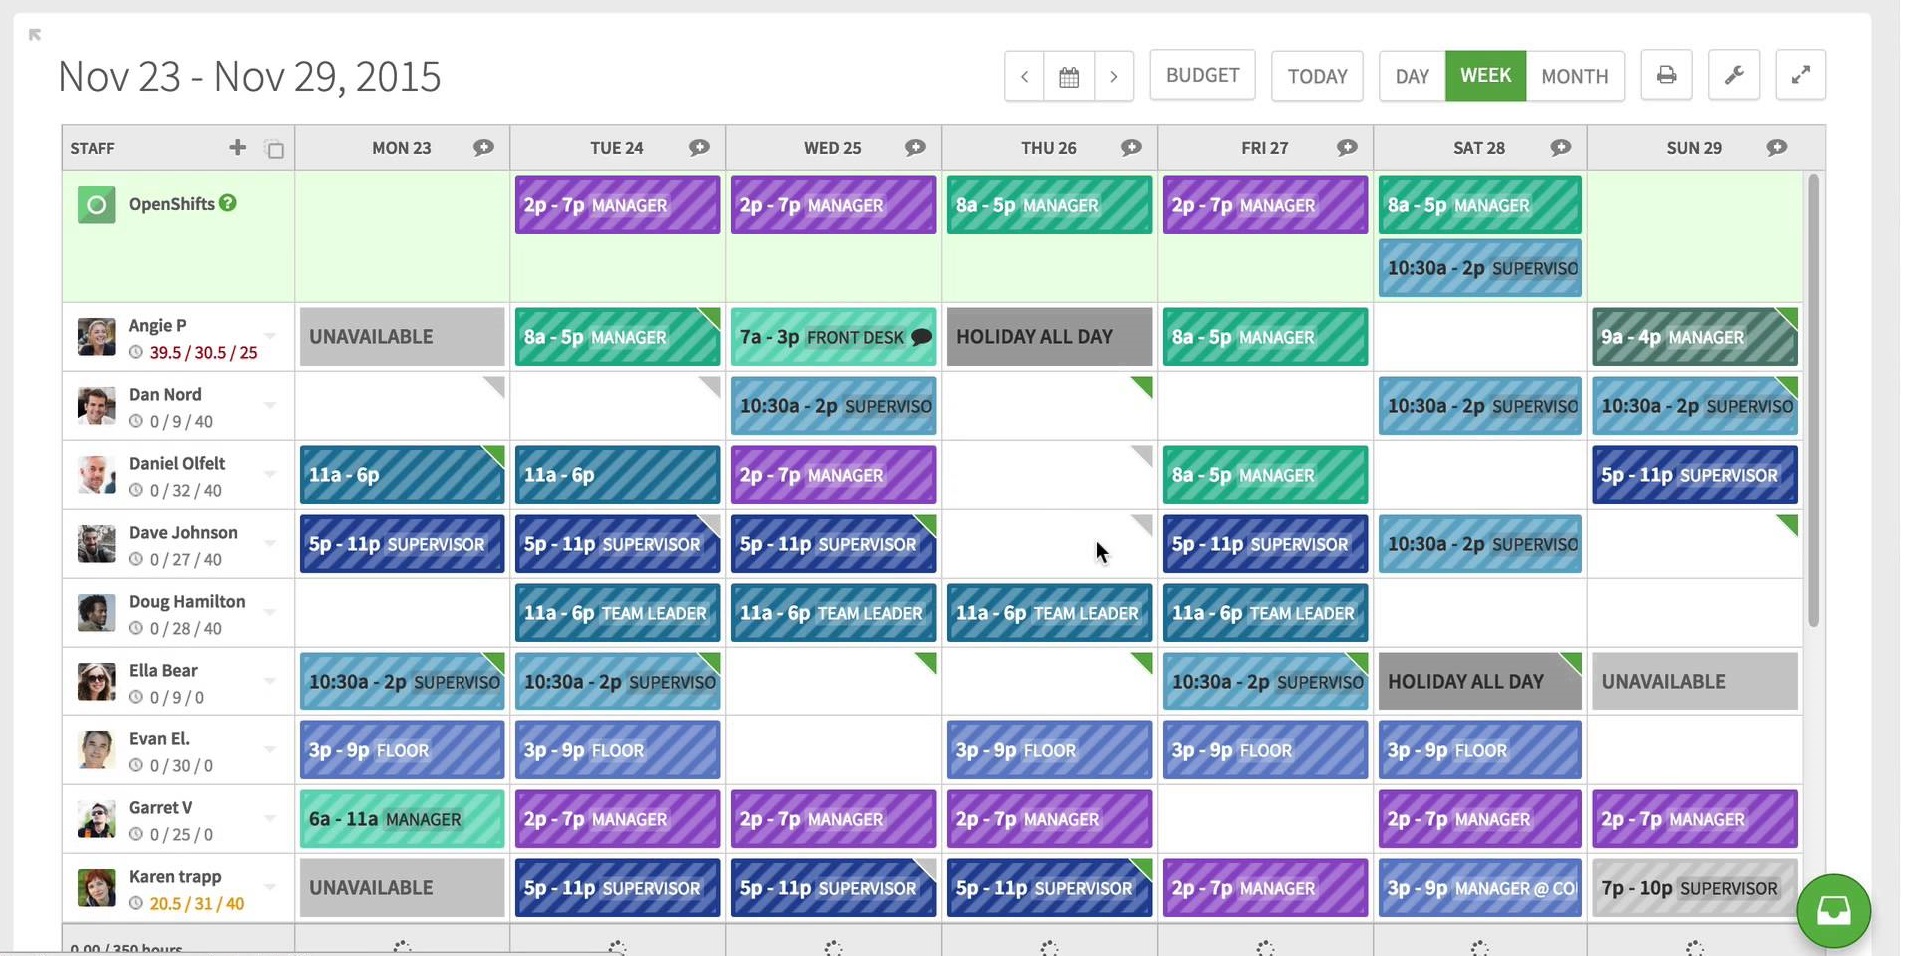 Nov 23 - Nov 29, 2015
BUDGET TODAY DAY WEEK MONTH
STAFF MON 23 TUE 24 WED 25 THU 26 FRI 27 SAT 28 SUN 29
OpenShifts ? 2p - 7p MANAGER 2p - 7p MANAGER 8a - 5p MANAGER 2p - 7p MANAGER 8a - 5p MANAGER
10:30a - 2p SUPERVISO
Angie P
39.5 / 30.5 / 25
UNAVAILABLE 8a - 5p MANAGER 7a - 3p FRONT DESK HOLIDAY ALL DAY 8a - 5p MANAGER 9a - 4p MANAGER
Dan Nord
0 / 9 / 40
10:30a - 2p SUPERVISO 10:30a - 2p SUPERVISO 10:30a - 2p SUPERVISO
Daniel Olfelt
0 / 32 / 40
11a - 6p 11a - 6p 2p - 7p MANAGER 8a - 5p MANAGER 5p - 11p SUPERVISOR
Dave Johnson
0 / 27 / 40
5p - 11p SUPERVISOR 5p - 11p SUPERVISOR 5p - 11p SUPERVISOR 5p - 11p SUPERVISOR 10:30a - 2p SUPERVISO
Doug Hamilton
0 / 28 / 40
11a - 6p TEAM LEADER 11a - 6p TEAM LEADER 11a - 6p TEAM LEADER 11a - 6p TEAM LEADER
Ella Bear
0 / 9 / 0
10:30a - 2p SUPERVISO 10:30a - 2p SUPERVISO 10:30a - 2p SUPERVISO HOLIDAY ALL DAY UNAVAILABLE
Evan El.
0 / 30 / 0
3p - 9p FLOOR 3p - 9p FLOOR 3p - 9p FLOOR 3p - 9p FLOOR 3p - 9p FLOOR
Garret V
0 / 25 / 0
6a - 11a MANAGER 2p - 7p MANAGER 2p - 7p MANAGER 2p - 7p MANAGER 2p - 7p MANAGER 2p - 7p MANAGER
Karen trapp
20.5 / 31 / 40
UNAVAILABLE 5p - 11p SUPERVISOR 5p - 11p SUPERVISOR 5p - 11p SUPERVISOR 2p - 7p MANAGER 3p - 9p MANAGER @ CO 7p - 10p SUPERVISOR
0.00 / 350 hours